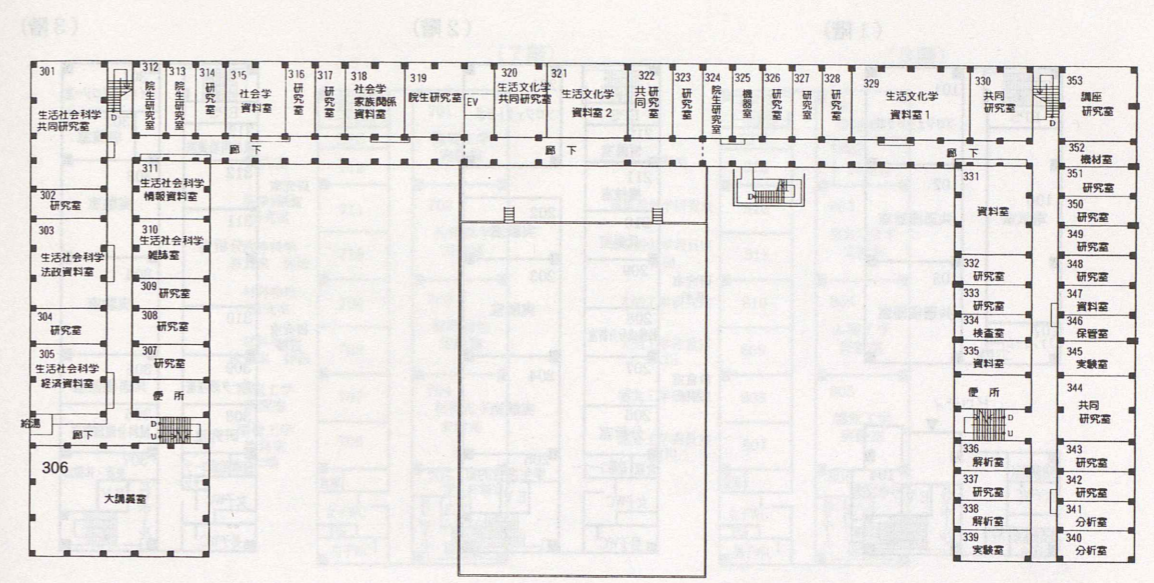 301
生活社会科学
共同研究室
D
312
院生研究室
313
院生研究室
314
研究室
315
社会学
資料室
316
研究室
317
研究室
318
社会学
家族関係
資料室
319
院生研究室
EV
320
生活文化学
共同研究室
321
生活文化学
資料室2
322
共同
研究室
323
研究室
324
院生研究室
325
機器室
326
研究室
327
研究室
328
研究室
329
生活文化学
資料室1
330
共同
研究室
D
353
講座
研究室
廊下
廊下
廊下
352
機材室
302
研究室
303
生活社会科学
法政資料室
304
研究室
305
生活社会科学
経済資料室
給湯
廊下
306
大講義室
311
生活社会科学
情報資料室
310
生活社会科学
雑誌室
309
研究室
308
研究室
307
研究室
便所
D
U
D
331
資料室
332
研究室
333
研究室
334
検査室
335
資料室
便所
D
U
336
解析室
337
研究室
338
解析室
339
実験室
351
研究室
350
研究室
349
研究室
348
研究室
347
資料室
346
保管室
345
実験室
344
共同
研究室
343
研究室
342
研究室
341
分析室
340
分析室